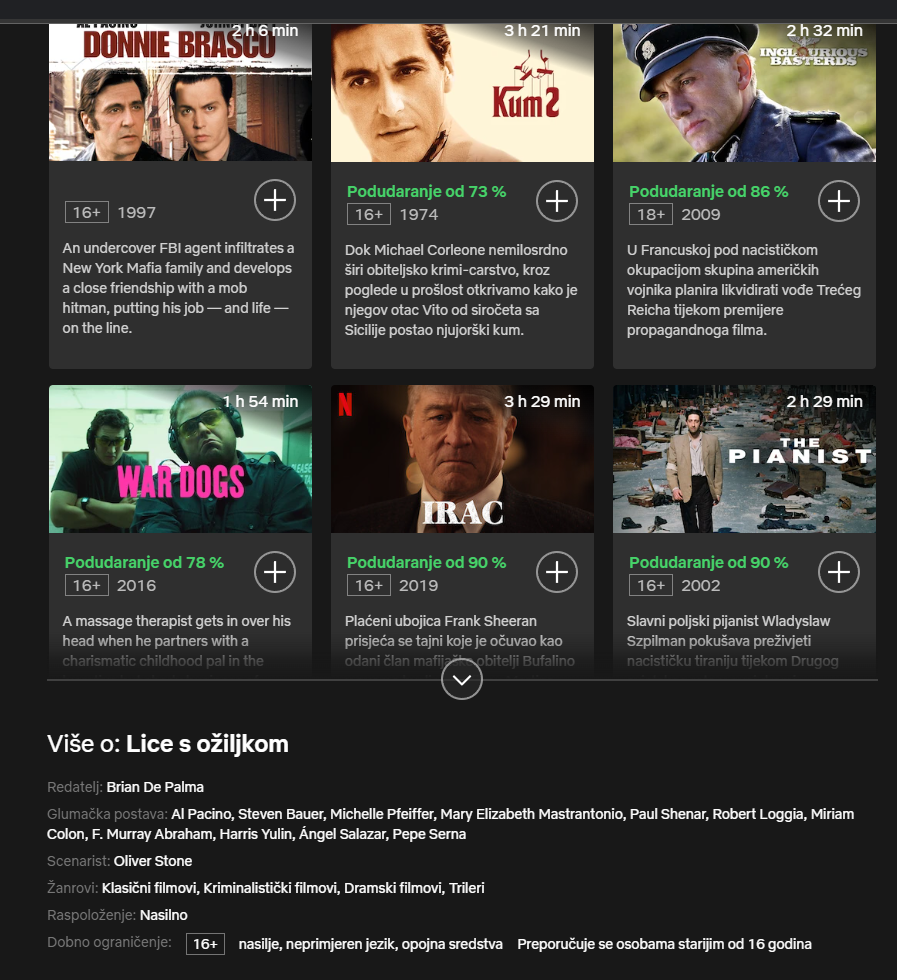 2 h 6 min
DONNIE BRASCO
16+ 1997
An undercover FBI agent infiltrates a
New York Mafia family and develops
a close friendship with a mob
hitman, putting his job — and life —
on the line.
3 h 21 min
Kum 2
Podudaranje od 73 %
16+ 1974
Dok Michael Corleone nemilosrdno
širi obiteljsko krimi-carstvo, kroz
poglede u prošlost otkrivamo kako je
njegov otac Vito od siročeta sa
Sicilije postao njujorški kum.
2 h 32 min
INGLOURIOUS
BASTERDS
Podudaranje od 86 %
18+ 2009
U Francuskoj pod nacističkom
okupacijom skupina američkih
vojnika planira likvidirati vođe Trećeg
Reicha tijekom premijere
propagandnoga filma.
1 h 54 min
WAR DOGS
Podudaranje od 78 %
16+ 2016
A massage therapist gets in over his
head when he partners with a
charismatic childhood pal in the
N
3 h 29 min
IRAC
Podudaranje od 90 %
16+ 2019
Plaćeni ubojica Frank Sheeran
prisjeća se tajni koje je očuvao kao
odani član mafijaške obitelji Bufalino
2 h 29 min
THE
PIANIST
Podudaranje od 90 %
16+ 2002
Slavni poljski pijanist Wladyslaw
Szpilman pokušava preživjeti
nacističku tiraniju tijekom Drugog
Više o: Lice s ožiljkom
Redatelj: Brian De Palma
Glumačka postava: Al Pacino, Steven Bauer, Michelle Pfeiffer, Mary Elizabeth Mastrantonio, Paul Shenar, Robert Loggia, Miriam
Colon, F. Murray Abraham, Harris Yulin, Ángel Salazar, Pepe Serna
Scenarist: Oliver Stone
Žanrovi: Klasični filmovi, Kriminalistički filmovi, Dramski filmovi, Trileri
Raspoloženje: Nasilno
Dobno ograničenje: 16+ nasilje, neprimjeren jezik, opojna sredstva Preporučuje se osobama starijim od 16 godina